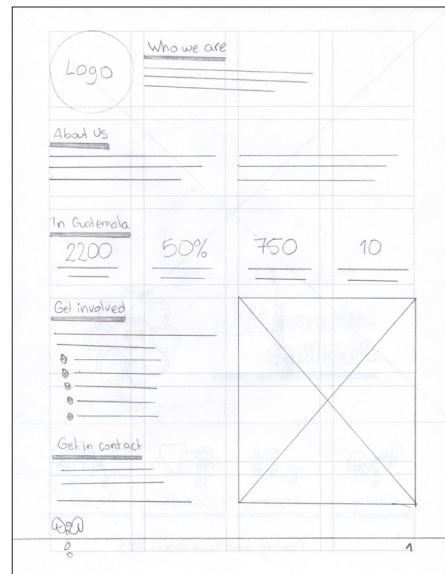 Logo
Who we are
About Us
In Guatemala
2200 50% 750 10
Get involved
Get in contact
1